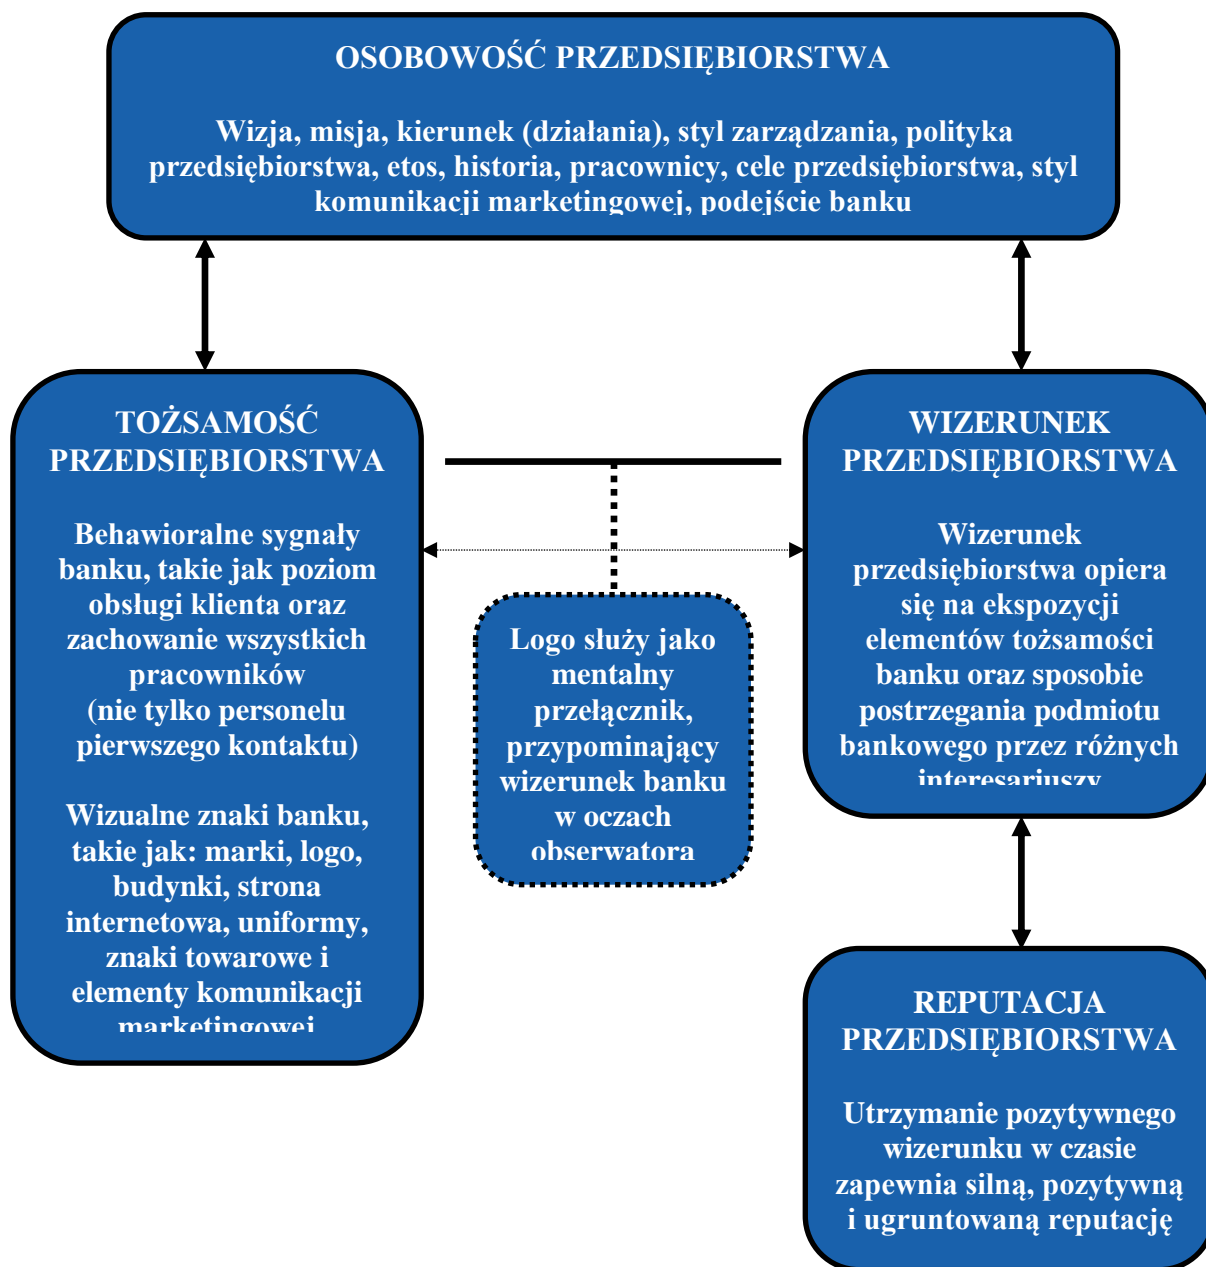 OSOBOWOŚĆ PRZEDSIĘBIORSTWA
Wizja, misja, kierunek (działania), styl zarządzania, polityka
przedsiębiorstwa, etos, historia, pracownicy, cele przedsiębiorstwa, styl
komunikacji marketingowej, podejście banku
TOŻSAMOŚĆ
PRZEDSIĘBIORSTWA
Behawioralne sygnały
banku, takie jak poziom
obsługi klienta oraz
zachowanie wszystkich
pracowników
(nie tylko personelu
pierwszego kontaktu)
Wizualne znaki banku,
takie jak: marki, logo,
budynki, strona
internetowa, uniformy,
znaki towarowe i
elementy komunikacji
marketingowej
Logo służy jako
mentalny
przełącznik,
przypominający
wizerunek banku
w oczach
obserwatora
WIZERUNEK
PRZEDSIĘBIORSTWA
Wizerunek
przedsiębiorstwa opiera
się na ekspozycji
elementów tożsamości
banku oraz sposobie
postrzegania podmiotu
bankowego przez różnych
interesariuszy
REPUTACJA
PRZEDSIĘBIORSTWA
Utrzymanie pozytywnego
wizerunku w czasie
zapewnia silną, pozytywną
i ugruntowaną reputację